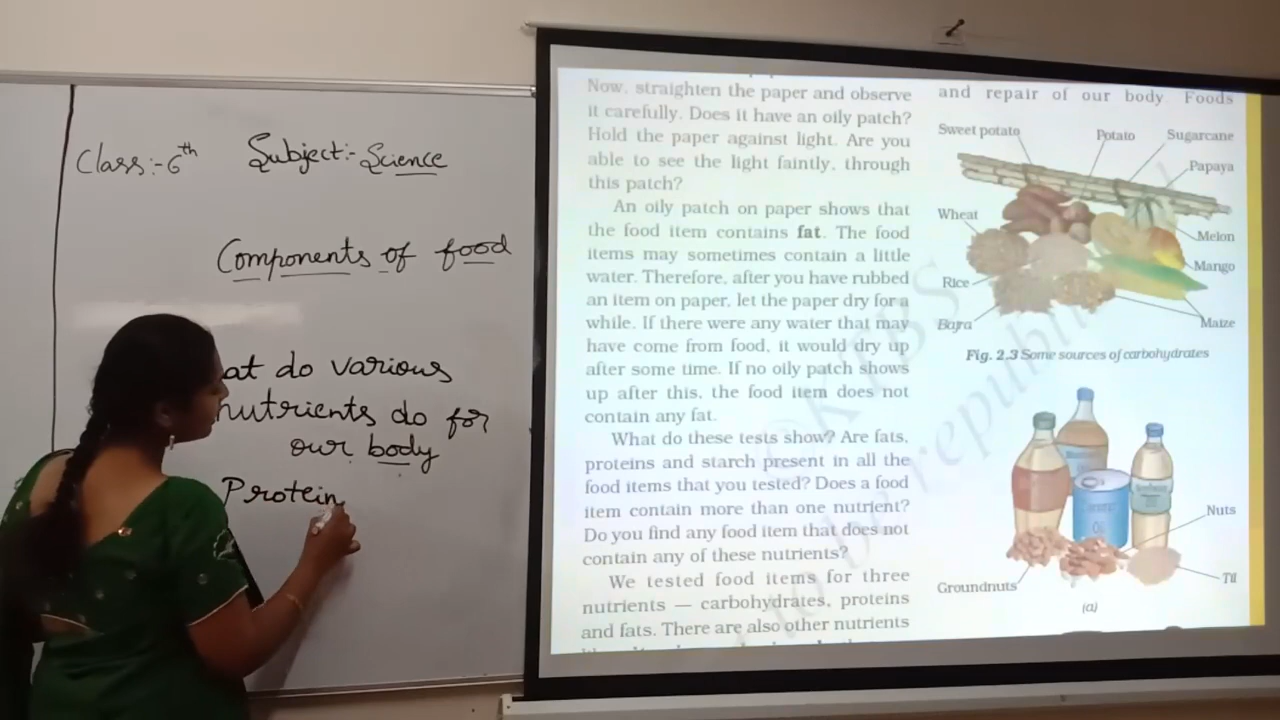 Class:- 6th Subject:- Science
Components of food
at do various
nutrients do for
our body
Protein
Now, straighten the paper and observe
it carefully. Does it have an oily patch?
Hold the paper against light. Are you
able to see the light faintly, through
this patch?
An oily patch on paper shows that
the food item contains fat. The food
items may sometimes contain a little
water. Therefore, after you have rubbed
an item on paper, let the paper dry for a
while. If there were any water that may
have come from food, it would dry up
after some time. If no oily patch shows
up after this, the food item does not
contain any fat.
What do these tests show? Are fats,
proteins and starch present in all the
food items that you tested? Does a food
item contain more than one nutrient?
Do you find any food item that does not
contain any of these nutrients?
We tested food items for three
nutrients — carbohydrates, proteins
and fats. There are also other nutrients
and repair of our body. Foods
Sweet potato
Potato
Sugarcane
Papaya
Wheat
Melon
Mango
Rice
Bajra
Maize
Fig. 2.3 Some sources of carbohydrates
Nuts
Groundnuts
Til
(a)
©KTBS
republi